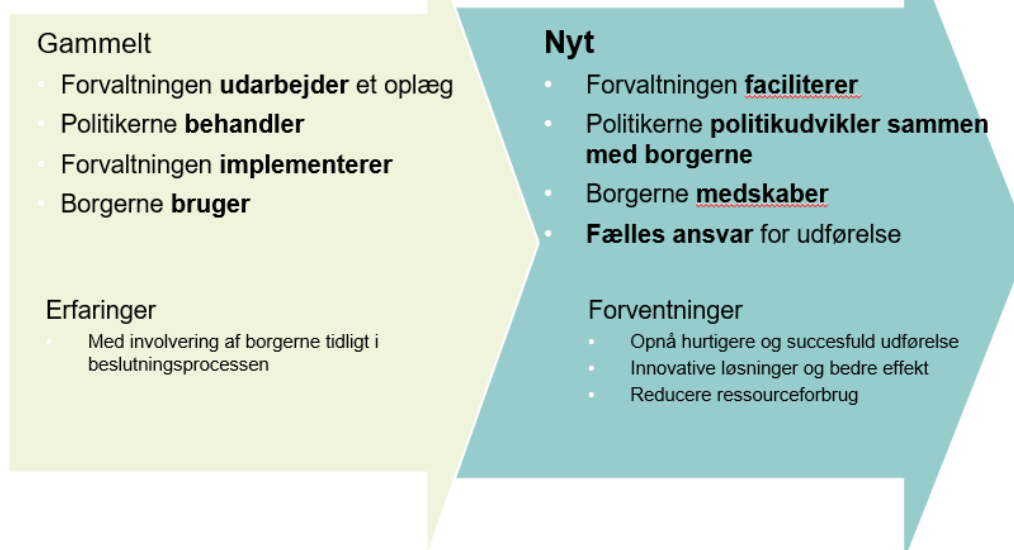 Gammelt
Forvaltningen udarbejder et oplæg
Politikerne behandler
Forvaltningen implementerer
Borgerne bruger
Erfaringer
Med involvering af borgerne tidligt i
beslutningsprocessen
Nyt
Forvaltningen faciliterer
Politikerne politikudvikler sammen
med borgerne
Borgerne medskaber
Fælles ansvar for udførelse
Forventninger
Opnå hurtigere og succesfuld udførelse
Innovative løsninger og bedre effekt
Reducere ressourceforbrug